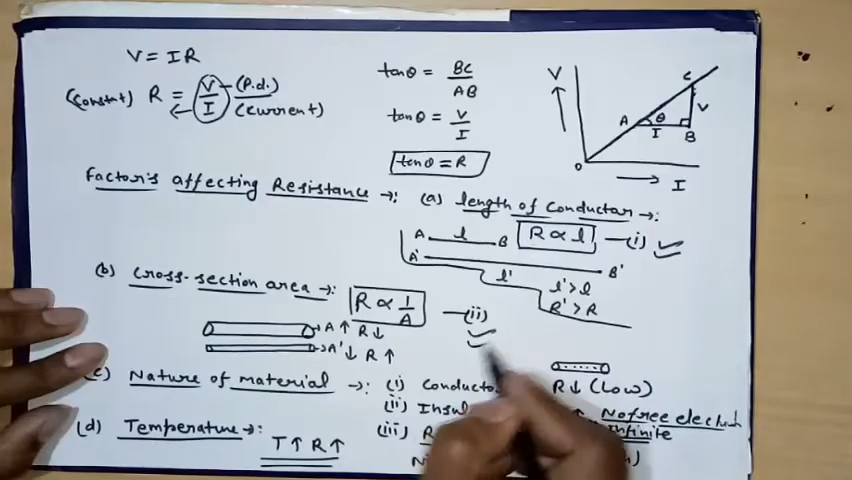 V = IR
(Constant) R = V/I (P.d.) (Current)
tanθ = BC/AB
tanθ = V/I
tanθ = R
V
C
A θ V
I B
O
I
Factor's affecting Resistance →: (a) length of conductor →:
A l B R ∝ l —(i)
A' l' B'
l' > l
R' > R
(b) Cross-section area →: R ∝ 1/A —(ii)
→ A ↑ R ↓
→ A' ↓ R ↑
(c) Nature of material →: (i) Conducto R ↓ (Low)
(ii) Insul ↑ No free electron
(iii) R Infinite
(d) Temperature →: T ↑ R ↑